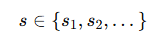 s ∈ {s₁, s₂, …}